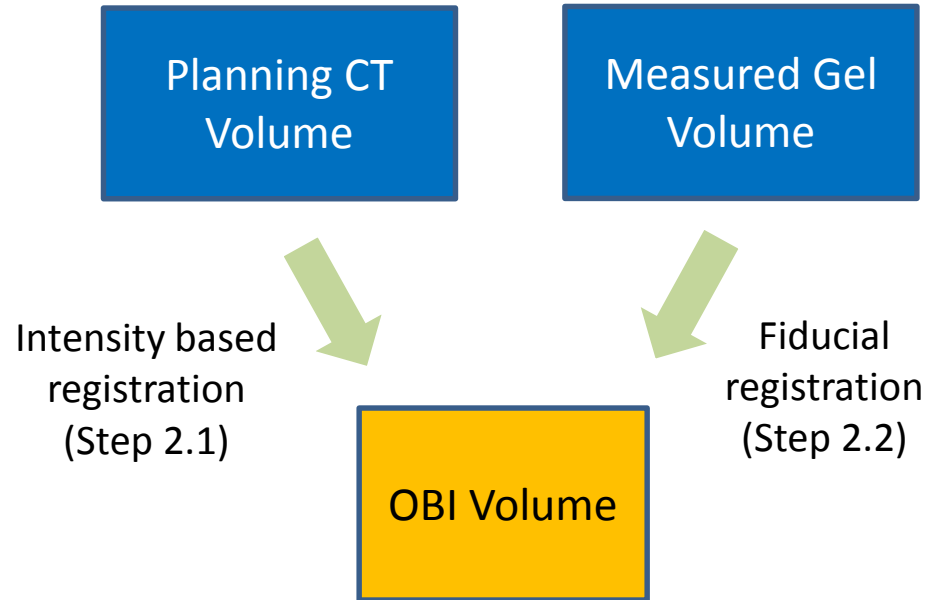 Planning CT
Volume
Measured Gel
Volume
Intensity based
registration
(Step 2.1)
Fiducial
registration
(Step 2.2)
OBI Volume